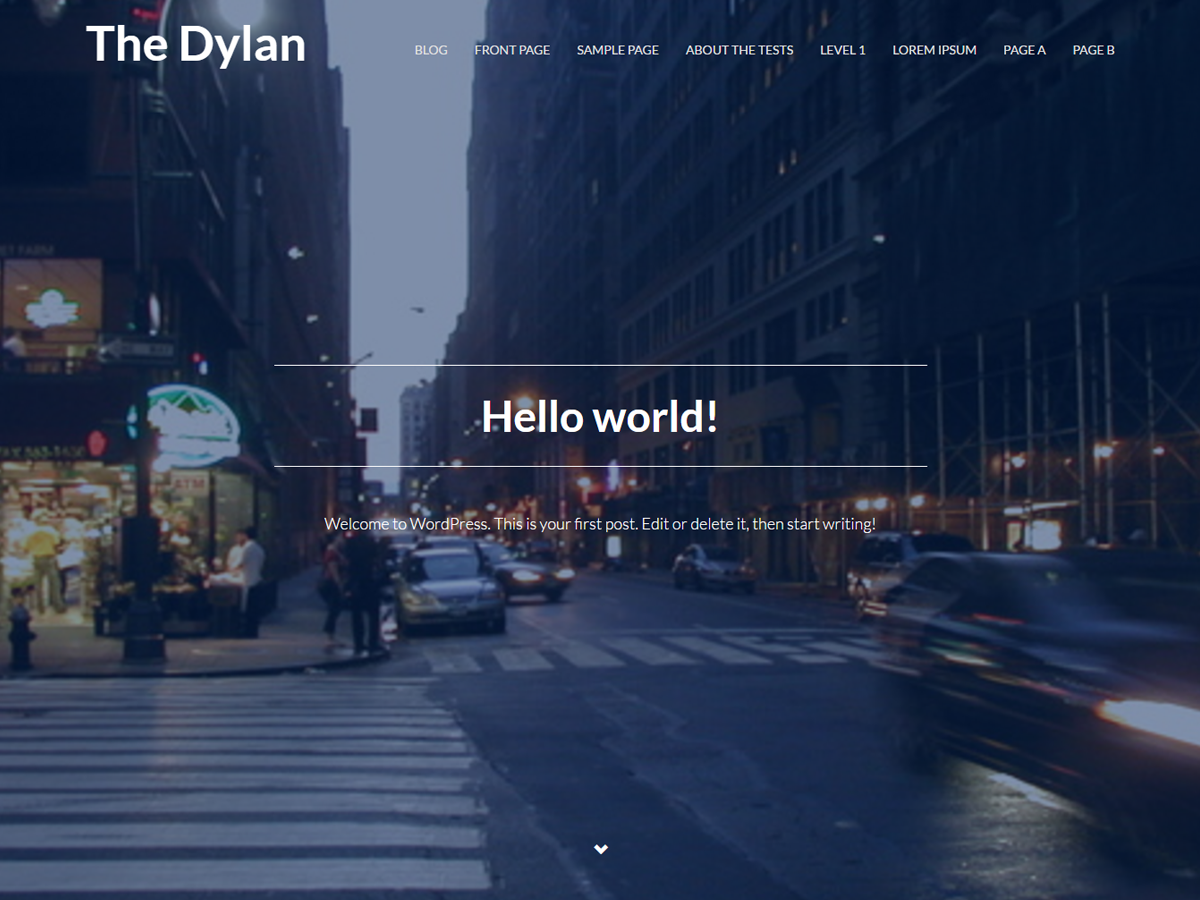 The Dylan
BLOG FRONT PAGE SAMPLE PAGE ABOUT THE TESTS LEVEL 1 LOREM IPSUM PAGE A PAGE B
Hello world!
ATM
Welcome to WordPress. This is your first post. Edit or delete it, then start writing!